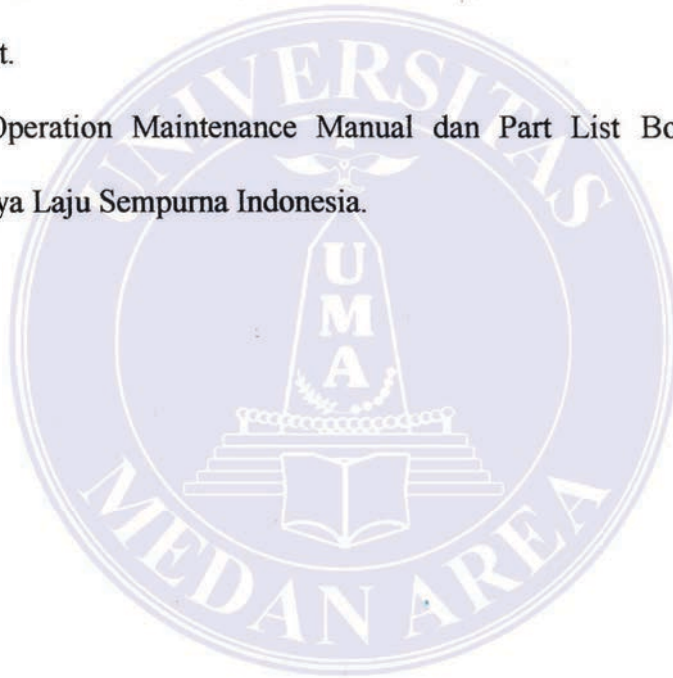 t.
Operation Maintenance Manual dan Part List Bo
ya Laju Sempurna Indonesia.
UNIVERSITAS
U
M
A
MEDAN AREA